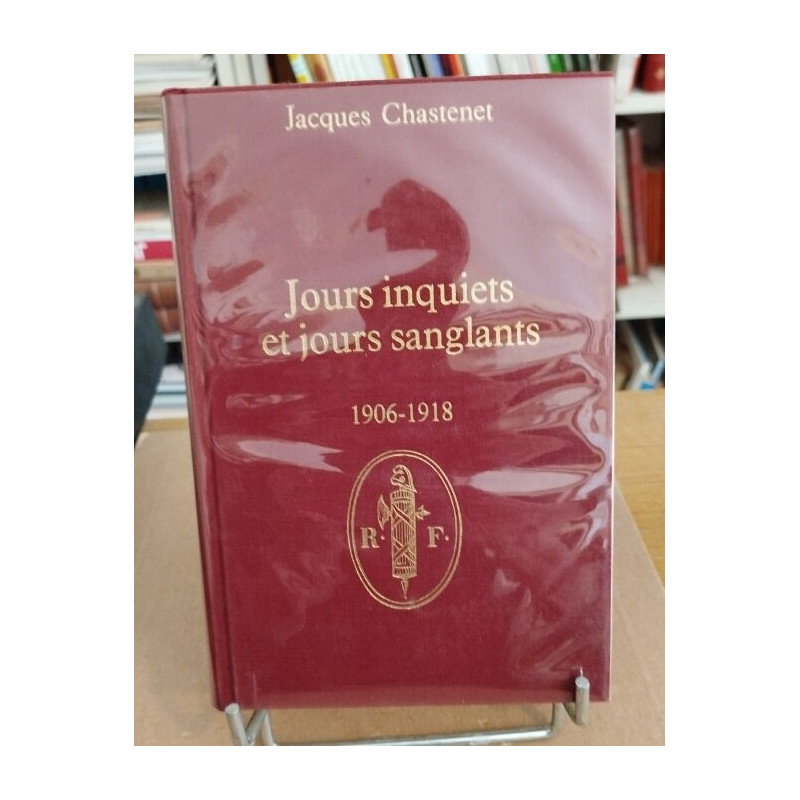 Jacques Chastenet
Jours inquiets
et jours sanglants
1906-1918
R. F.